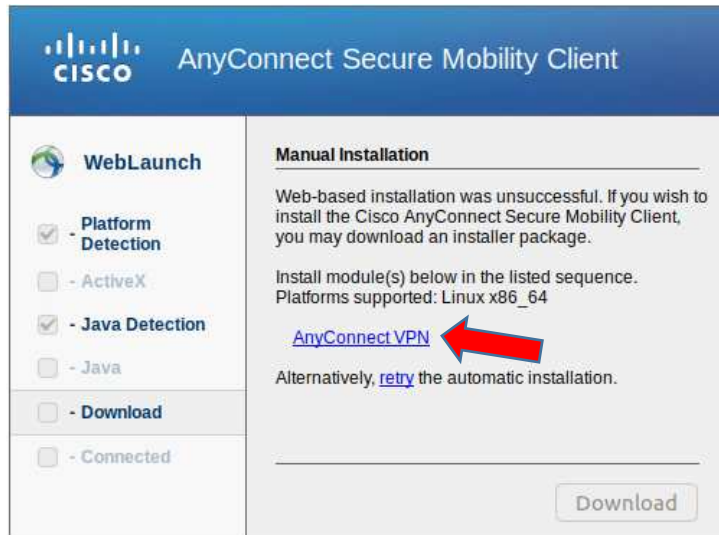 CISCO
AnyConnect Secure Mobility Client
WebLaunch
- Platform
Detection
- ActiveX
- Java Detection
- Java
- Download
- Connected
Manual Installation
Web-based installation was unsuccessful. If you wish to
install the Cisco AnyConnect Secure Mobility Client,
you may download an installer package.
Install module(s) below in the listed sequence.
Platforms supported: Linux x86_64
AnyConnect VPN
Alternatively, retry the automatic installation.
Download